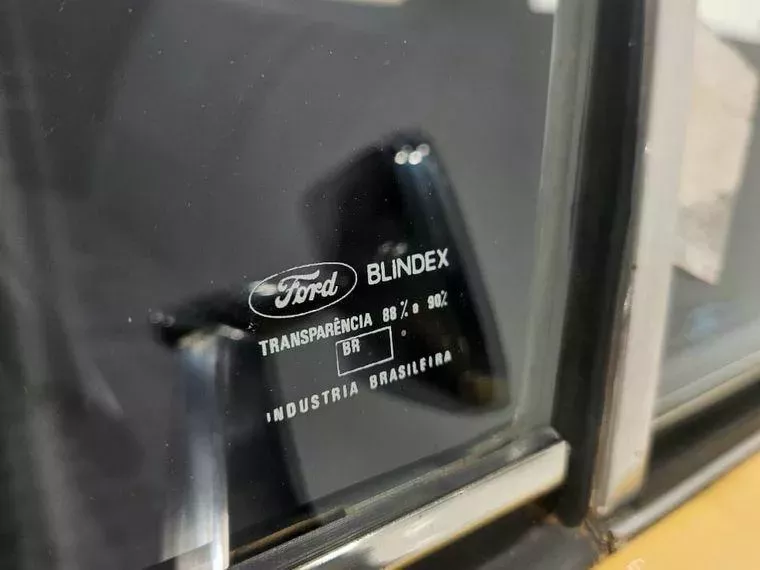 Ford BLINDEX
TRANSPARÊNCIA 88% a 90%
BR
INDUSTRIA BRASILEIRA